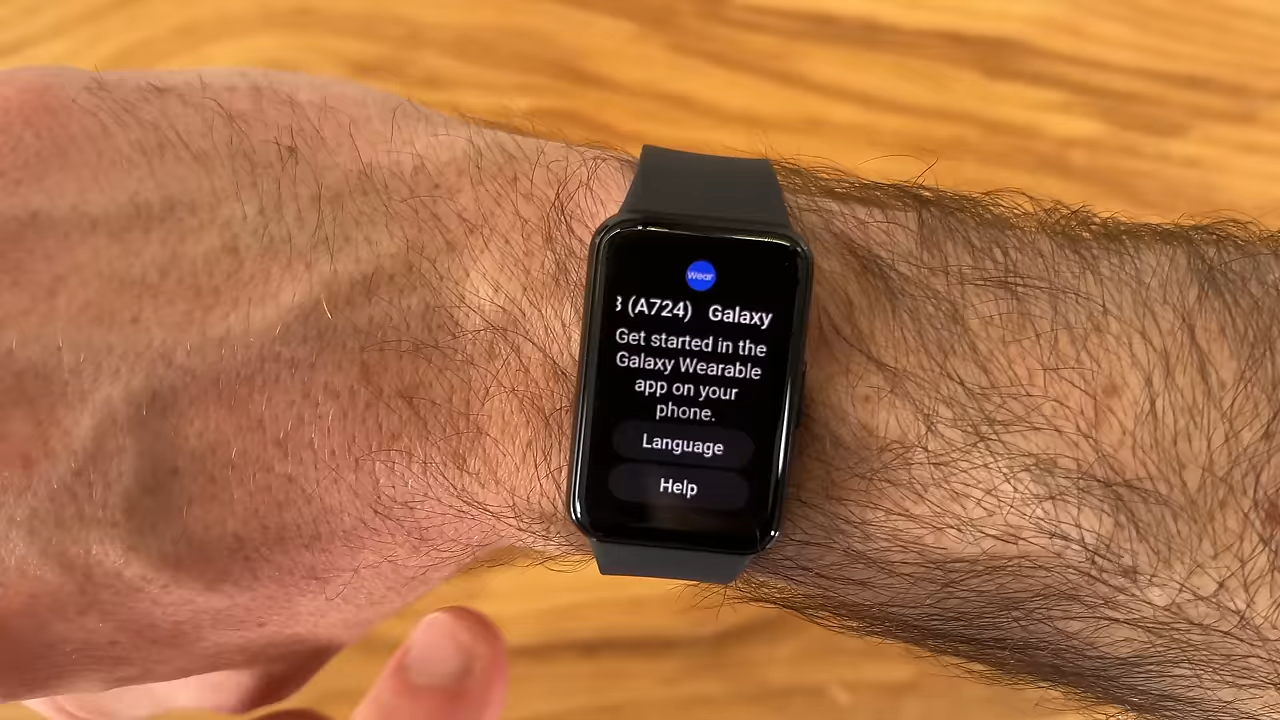 Wear
3 (A724) Galaxy
Get started in the
Galaxy Wearable
app on your
phone.
Language
Help